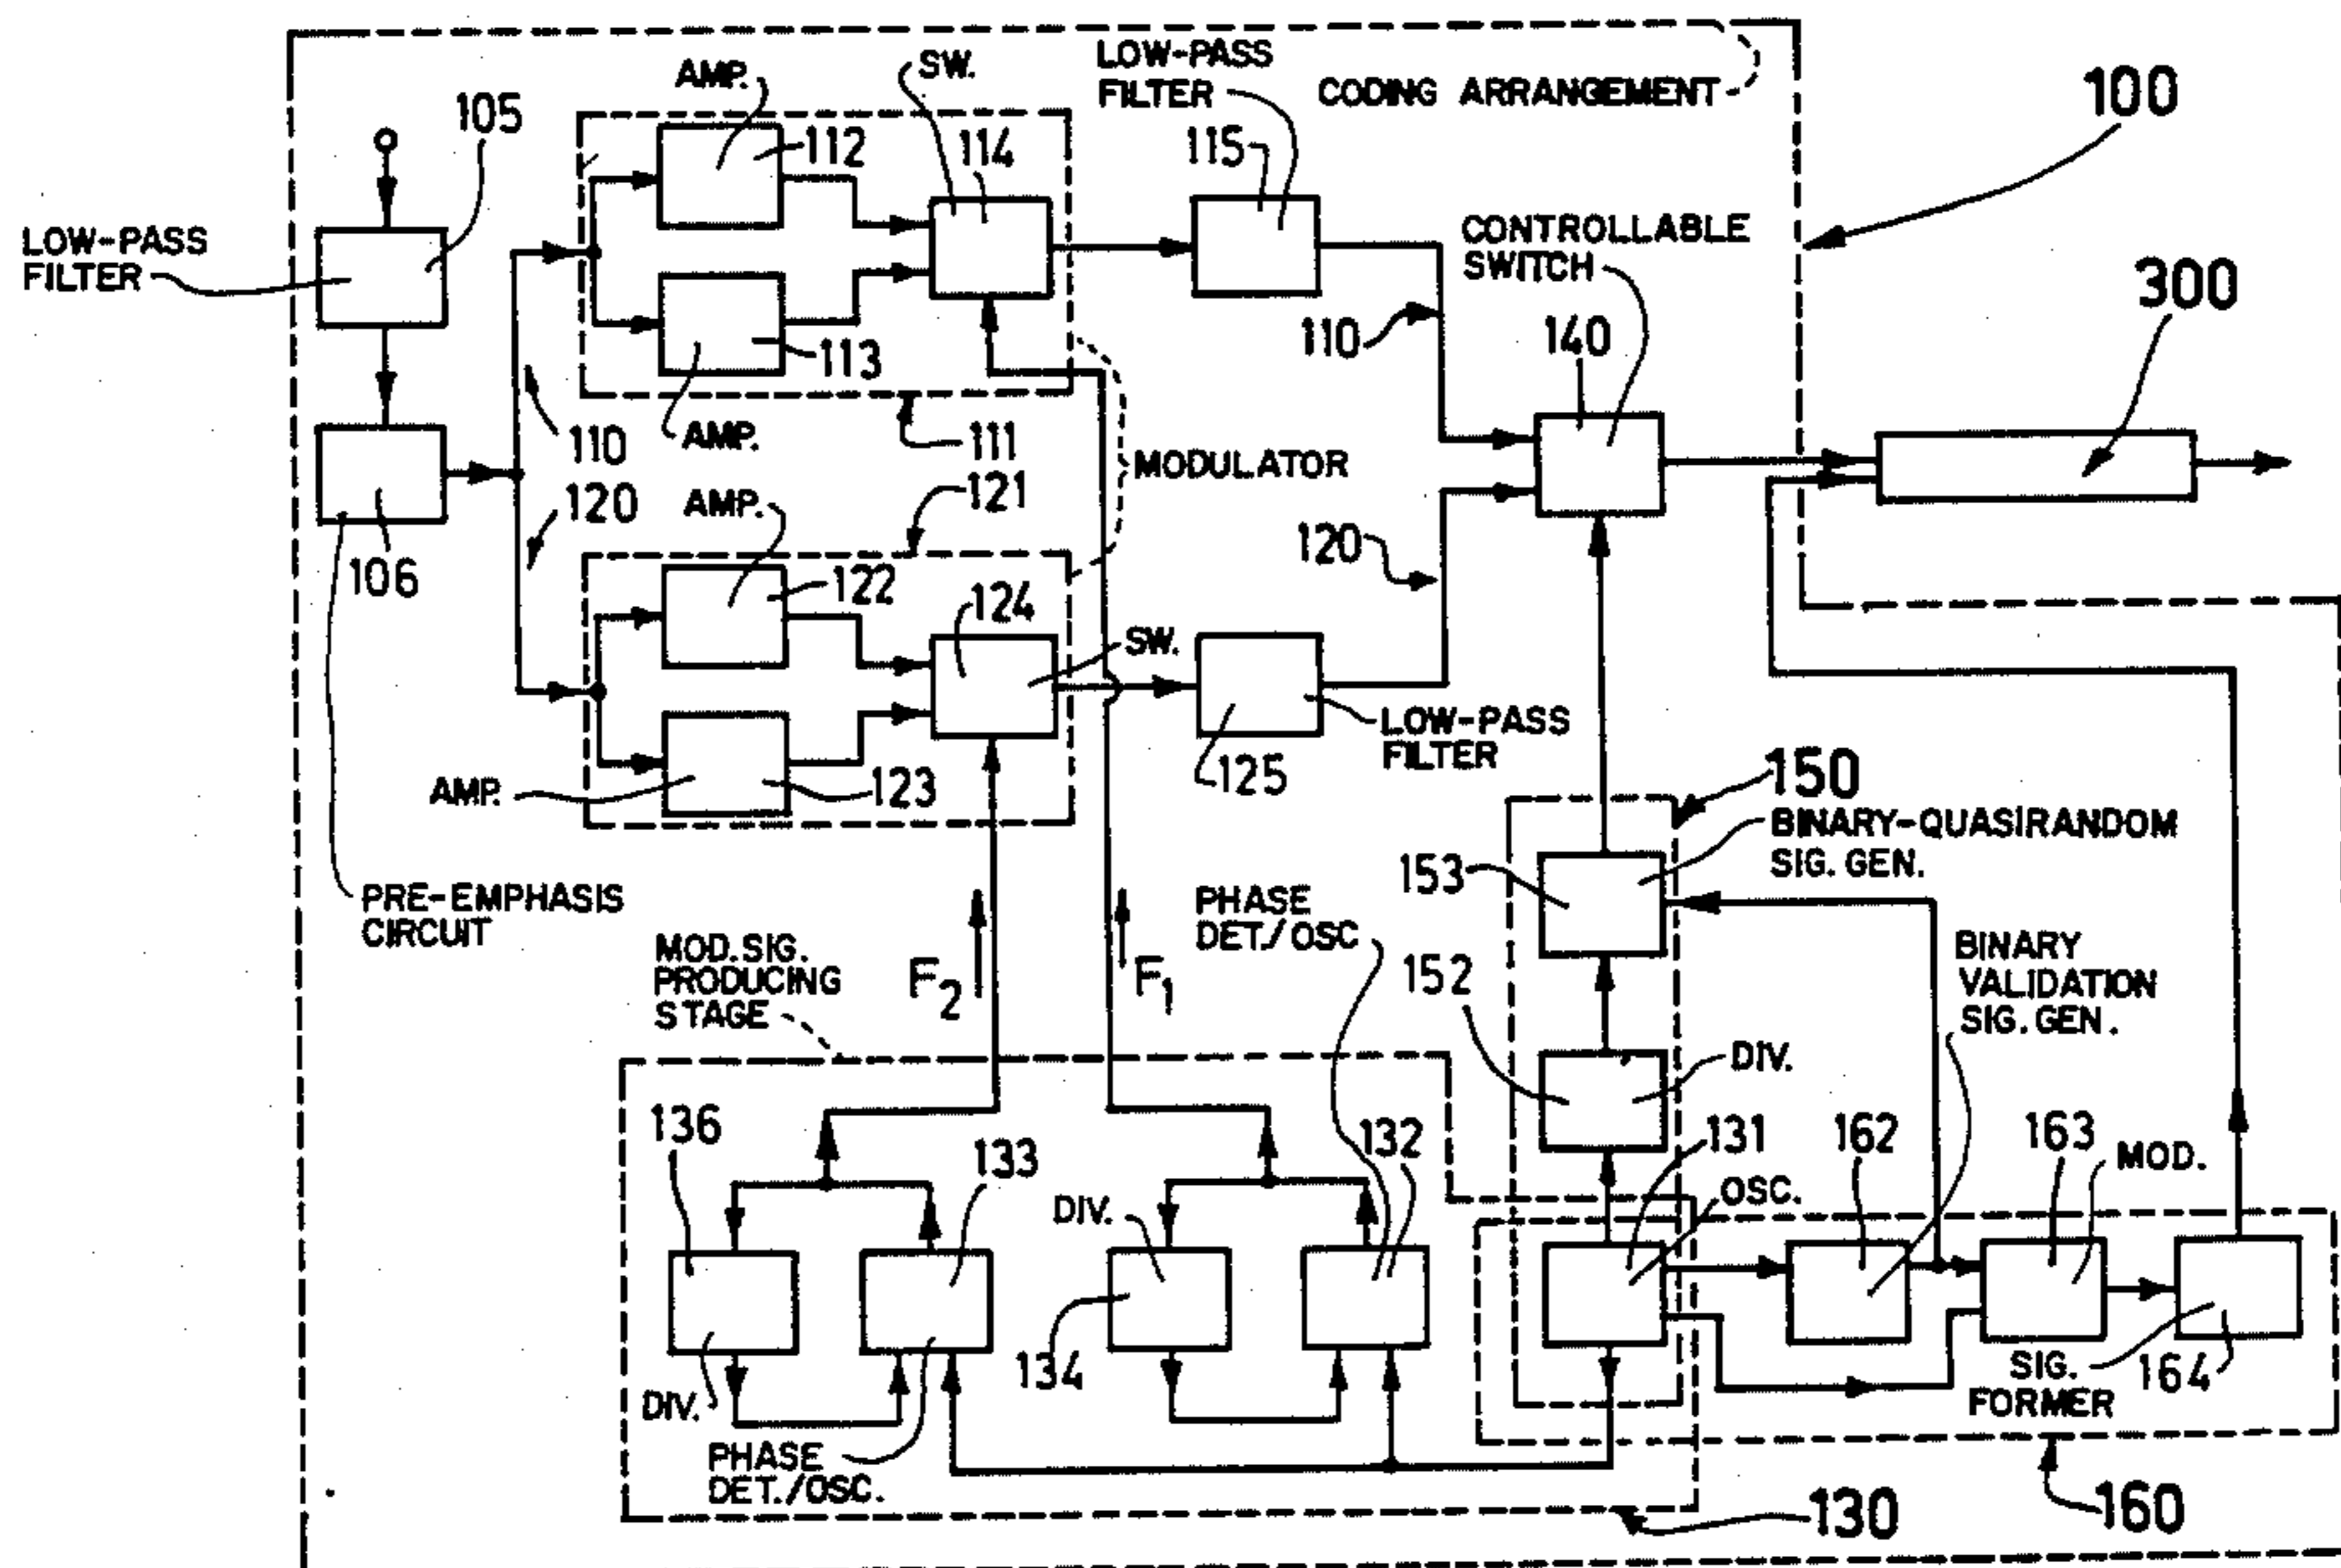 LOW-PASS
FILTER
CODING ARRANGEMENT
100
AMP.
SW.
105
112
114
115
LOW-PASS
FILTER
CONTROLLABLE
SWITCH
300
113
110
140
AMP.
111
110
MODULATOR
120
AMP.
121
106
122
124
120
SW.
LOW-PASS
FILTER
AMP.
123
125
150
BINARY-QUASIRANDOM
SIG. GEN.
153
PRE-EMPHASIS
CIRCUIT
PHASE
DET./OSC
MOD. SIG.
PRODUCING
STAGE
F2
F1
152
BINARY
VALIDATION
SIG. GEN.
DIV.
136
133
132
131
162
163
MOD.
OSC.
DIV.
134
SIG.
FORMER
164
DIV.
PHASE
DET./OSC.
130
160